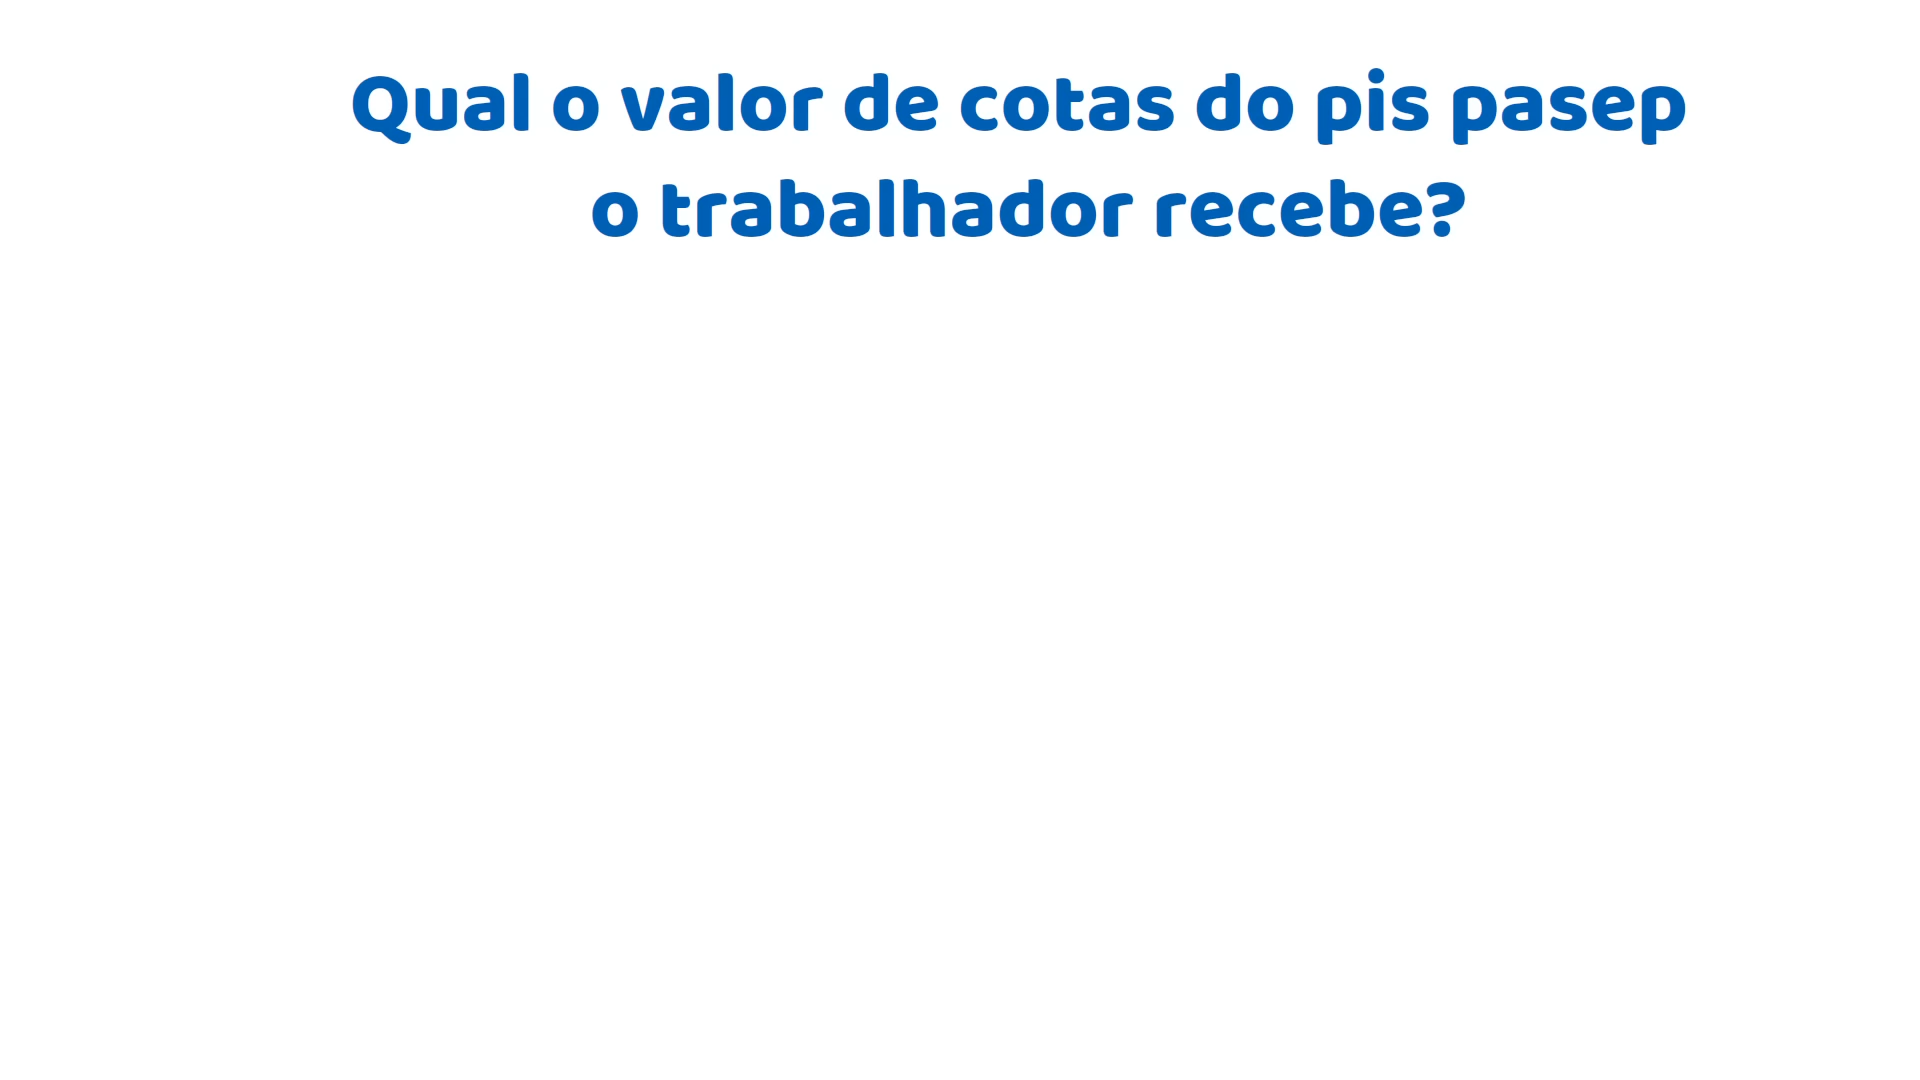 Qual o valor de cotas do pis pasep
o trabalhador recebe?